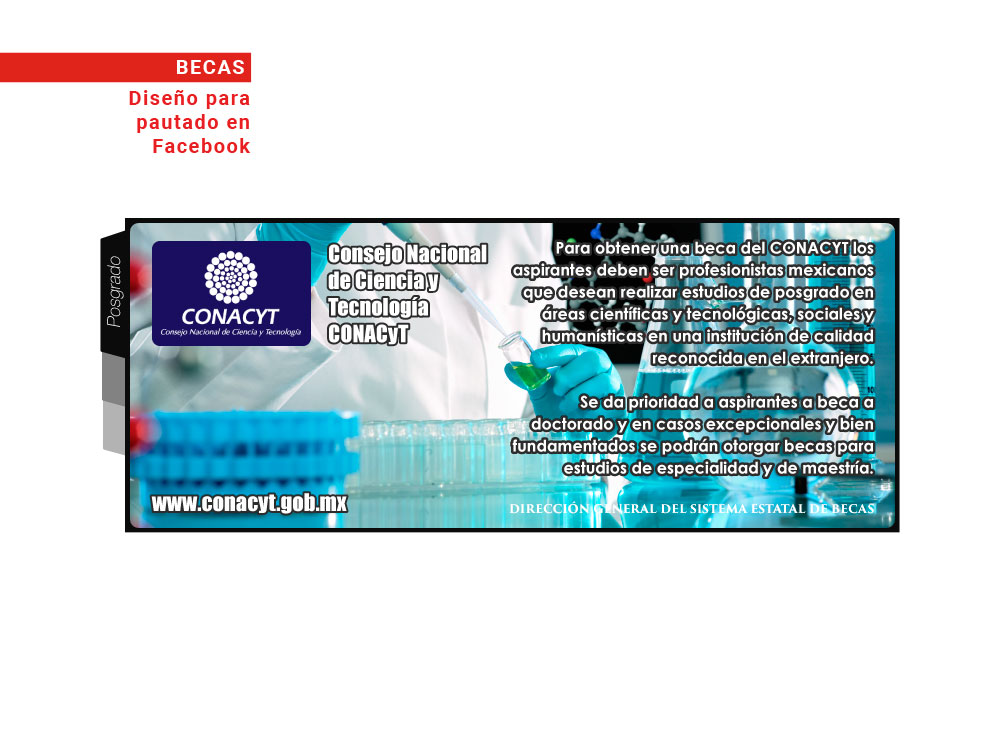 BECAS
Diseño para
pautado en
Facebook
Posgrado
CONACYT
Consejo Nacional de Ciencia y Tecnología
Consejo Nacional
de Ciencia y
Tecnología
CONACyT
Para obtener una beca del CONACYT los
aspirantes deben ser profesionistas mexicanos
que desean realizar estudios de posgrado en
áreas científicas y tecnológicas, sociales y
humanísticas en una institución de calidad
reconocida en el extranjero.
Se da prioridad a aspirantes a beca a
doctorado y en casos excepcionales y bien
fundamentados se podrán otorgar becas para
estudios de especialidad y de maestría.
www.conacyt.gob.mx
DIRECCIÓN GENERAL DEL SISTEMA ESTATAL DE BECAS